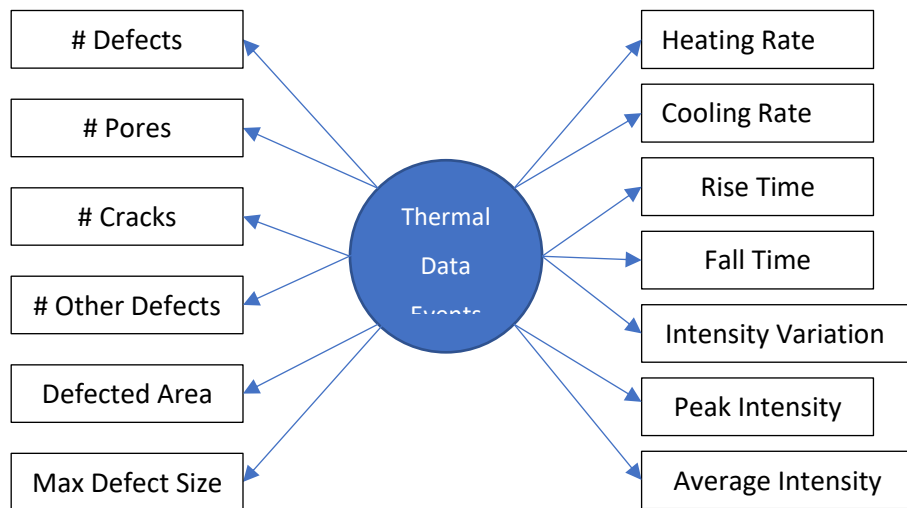 # Defects
# Pores
# Cracks
# Other Defects
Defected Area
Max Defect Size
Thermal
Data
Events
Heating Rate
Cooling Rate
Rise Time
Fall Time
Intensity Variation
Peak Intensity
Average Intensity